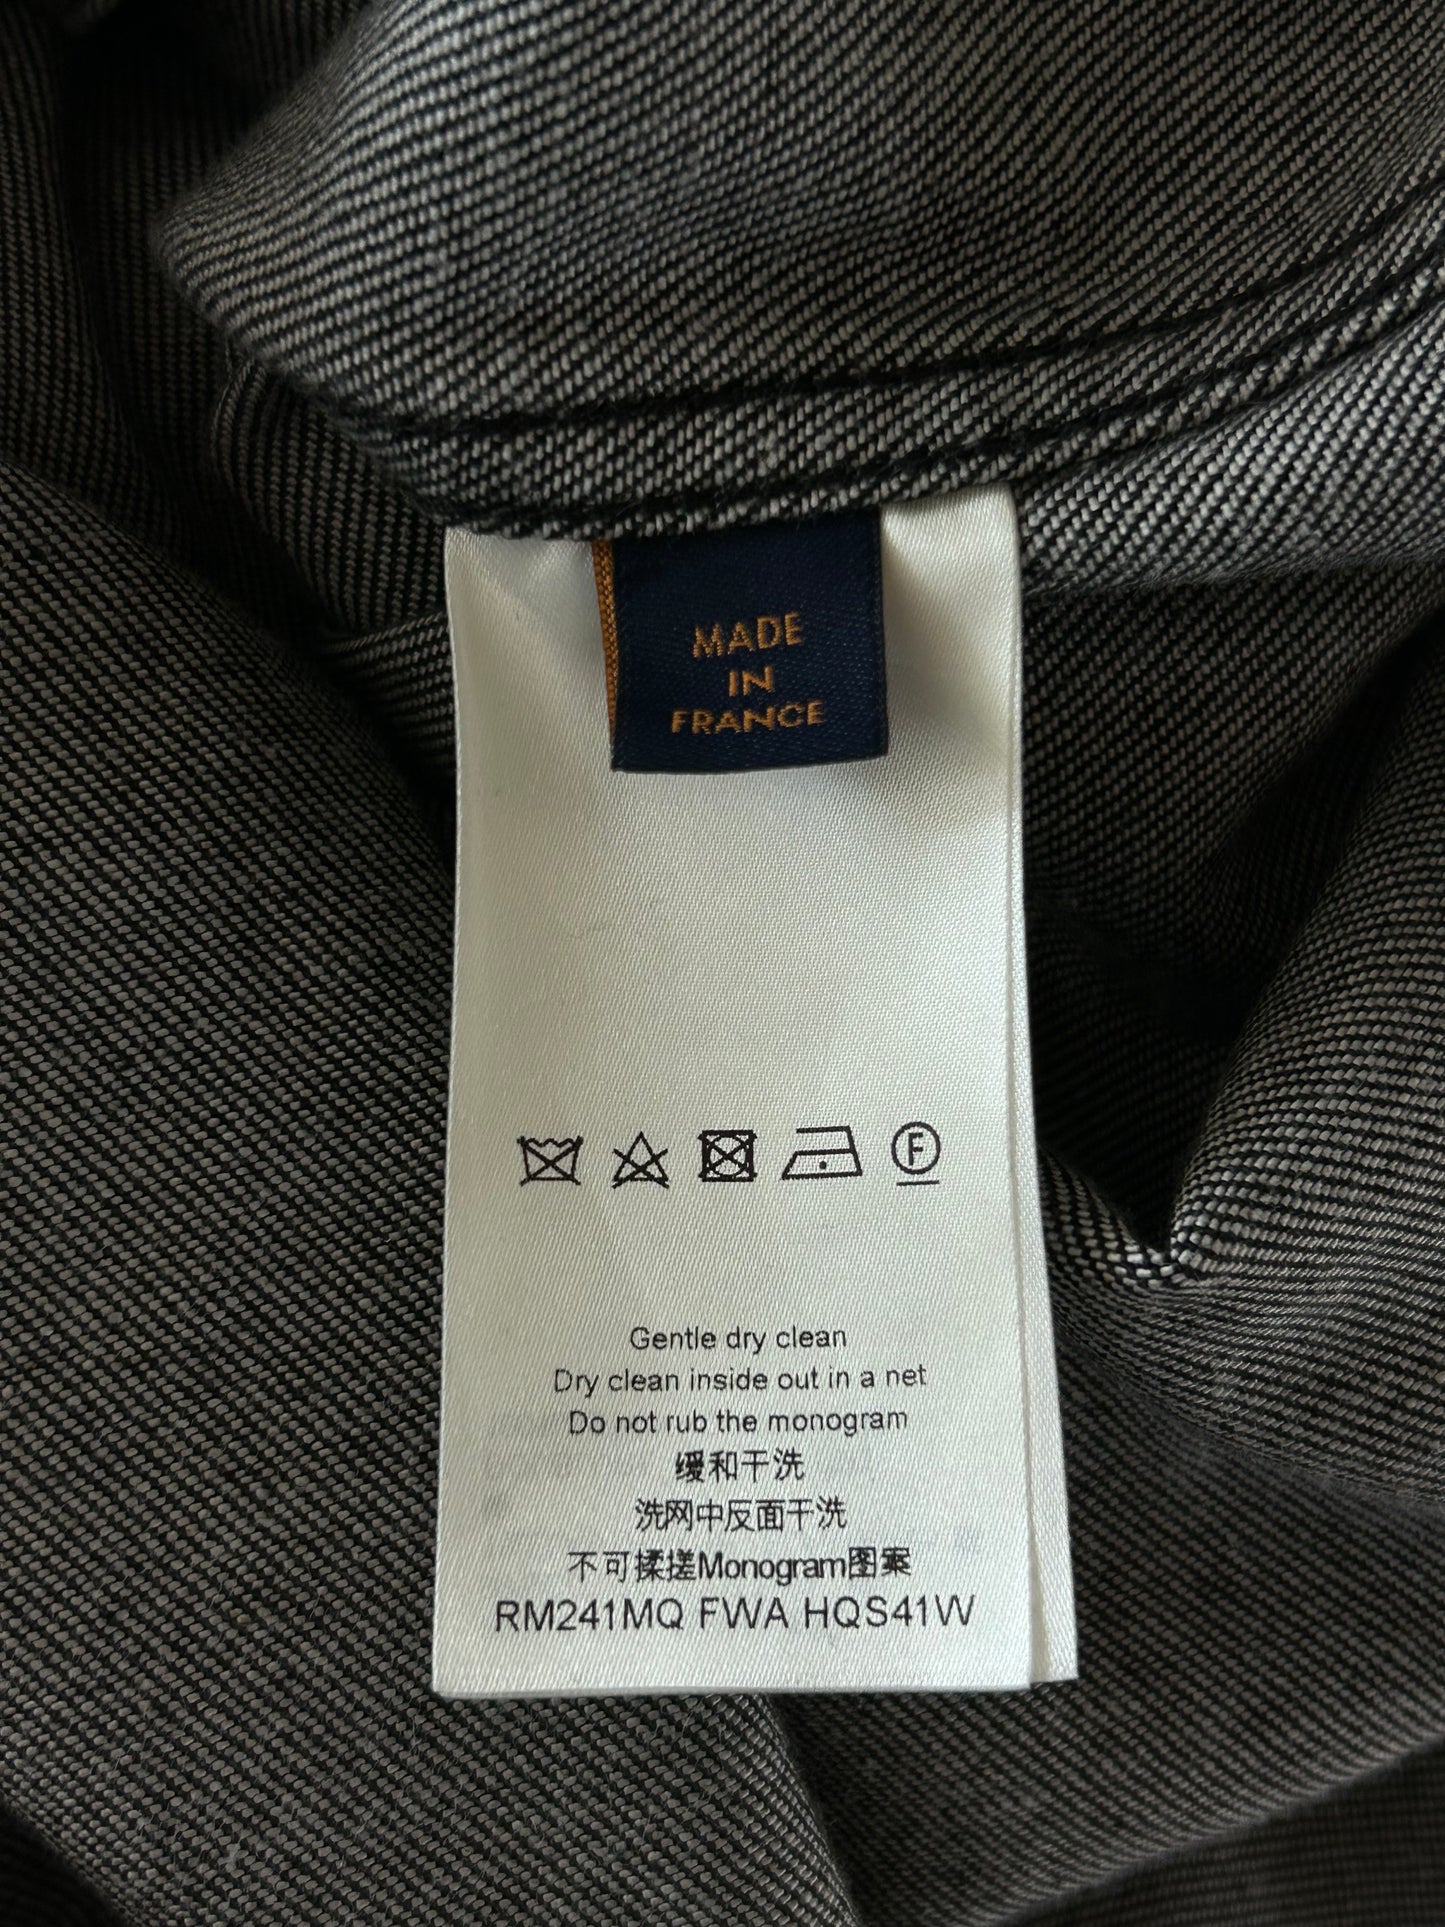 MADE
IN
FRANCE
F
Gentle dry clean
Dry clean inside out in a net
Do not rub the monogram
缓和干洗
洗网中反面干洗
不可揉搓Monogram图案
RM241MQ FWA HQS41W